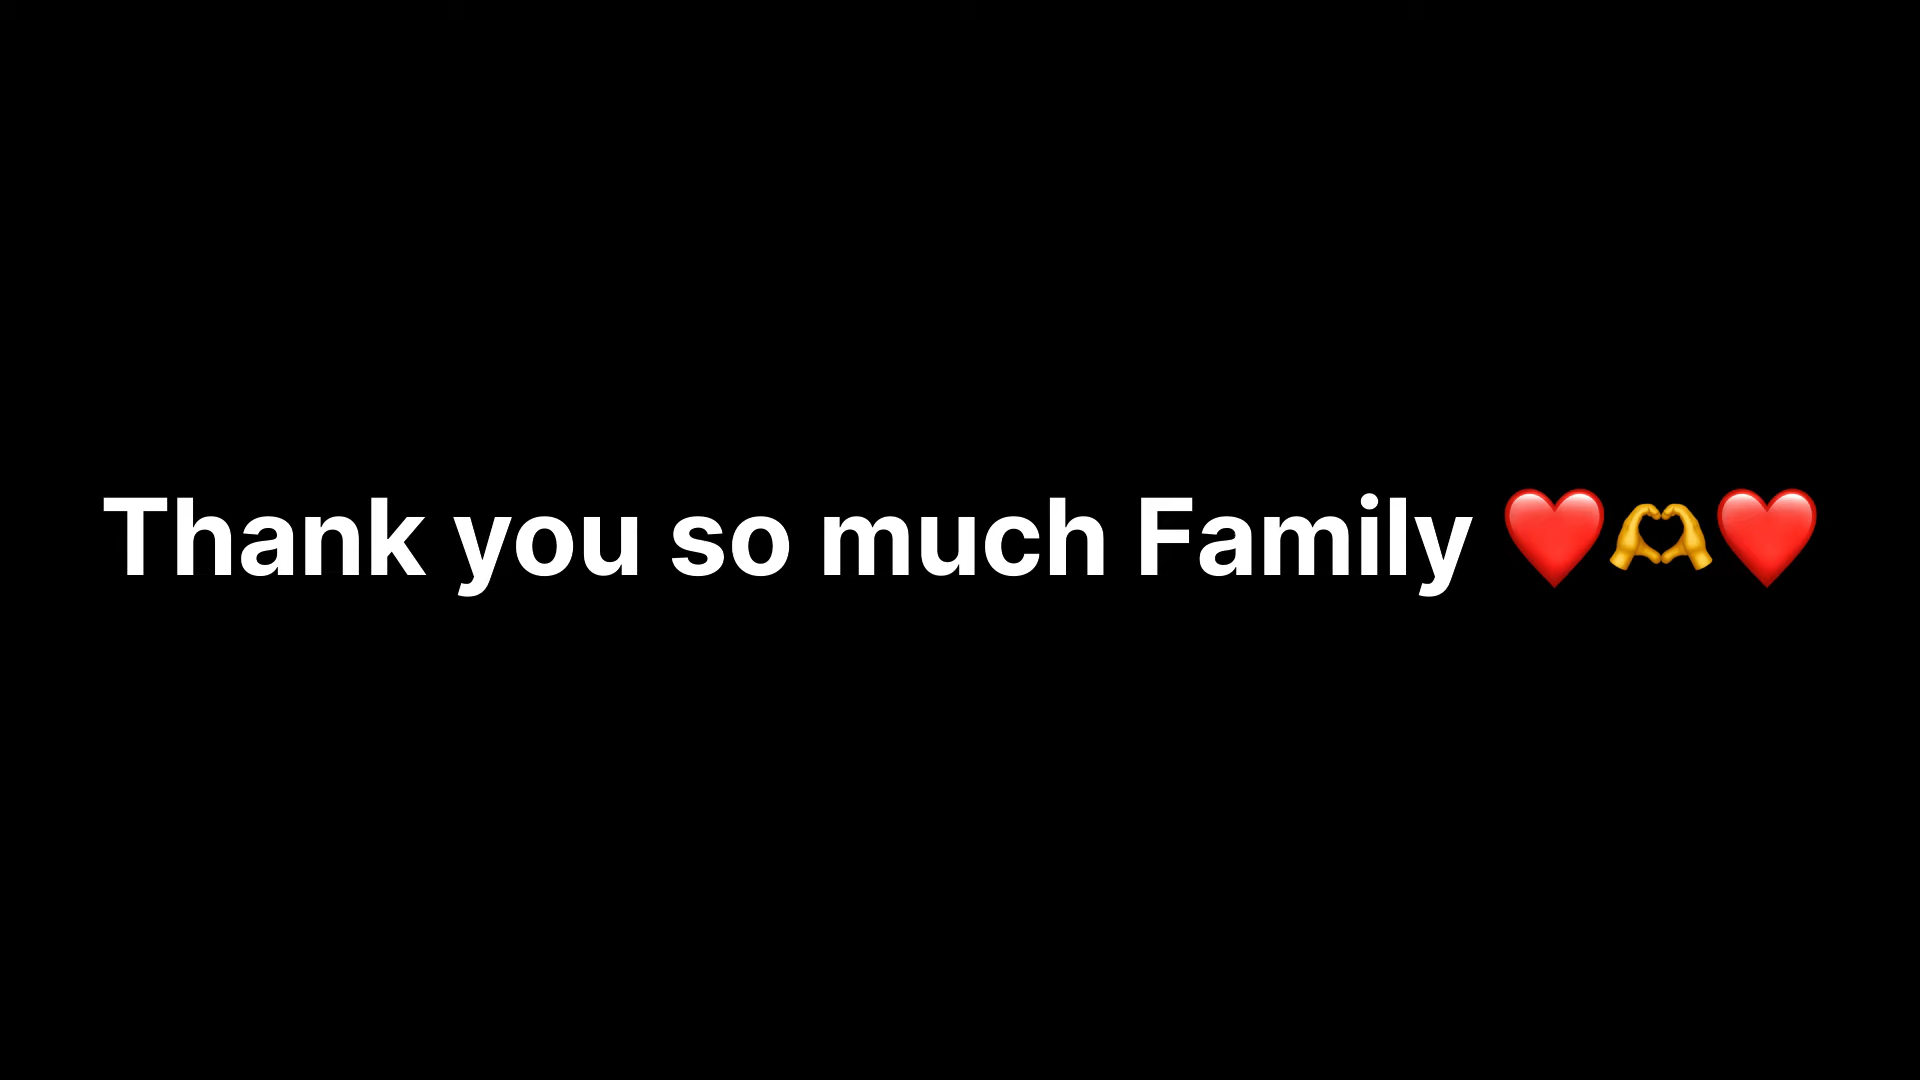 Thank you so much Family ❤️🫶❤️